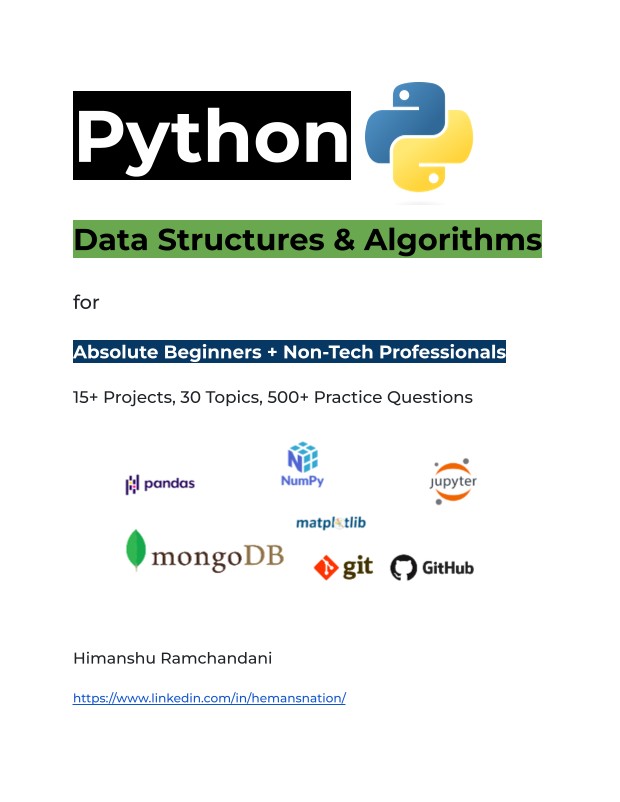 Python
Data Structures & Algorithms
for
Absolute Beginners + Non-Tech Professionals
15+ Projects, 30 Topics, 500+ Practice Questions
pandas
NumPy
jupyter
matplotlib
mongoDB
git
GitHub
Himanshu Ramchandani
https://www.linkedin.com/in/hemansnation/